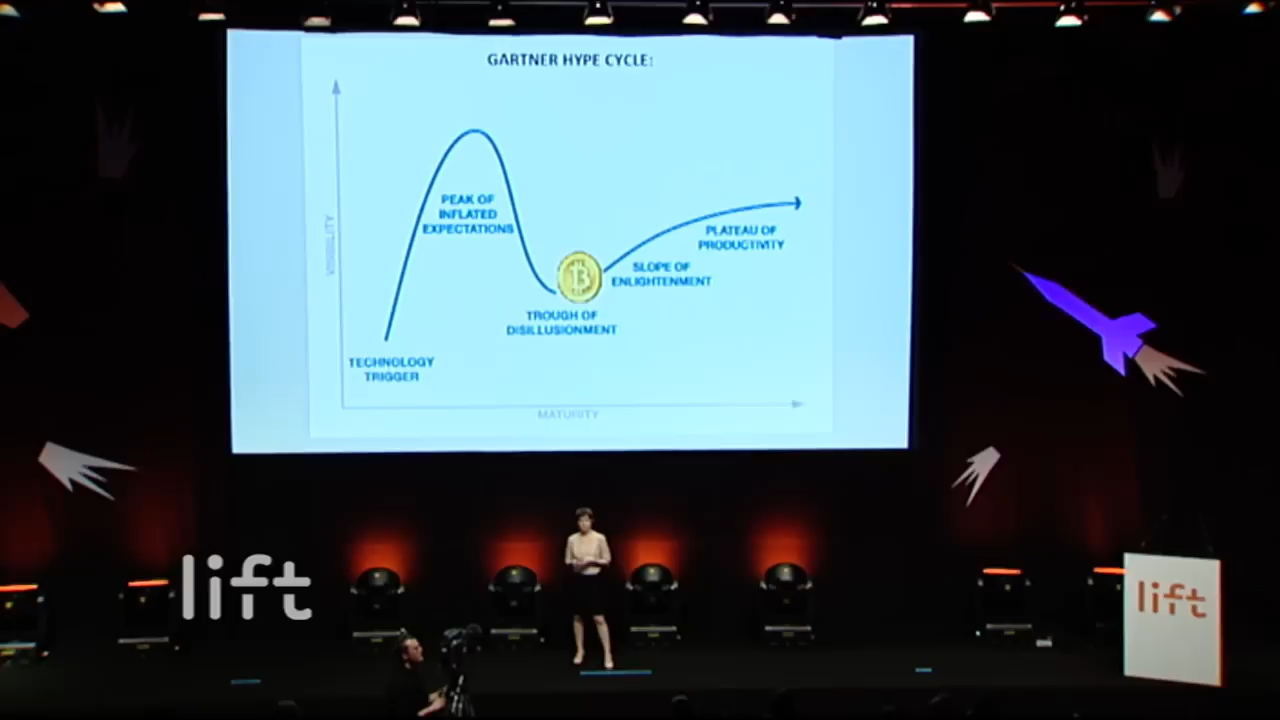 GARTNER HYPE CYCLE:
VISIBILITY
PEAK OF
INFLATED
EXPECTATIONS
PLATEAU OF
PRODUCTIVITY
SLOPE OF
ENLIGHTENMENT
TROUGH OF
DISILLUSIONMENT
TECHNOLOGY
TRIGGER
MATURITY
lift
lift